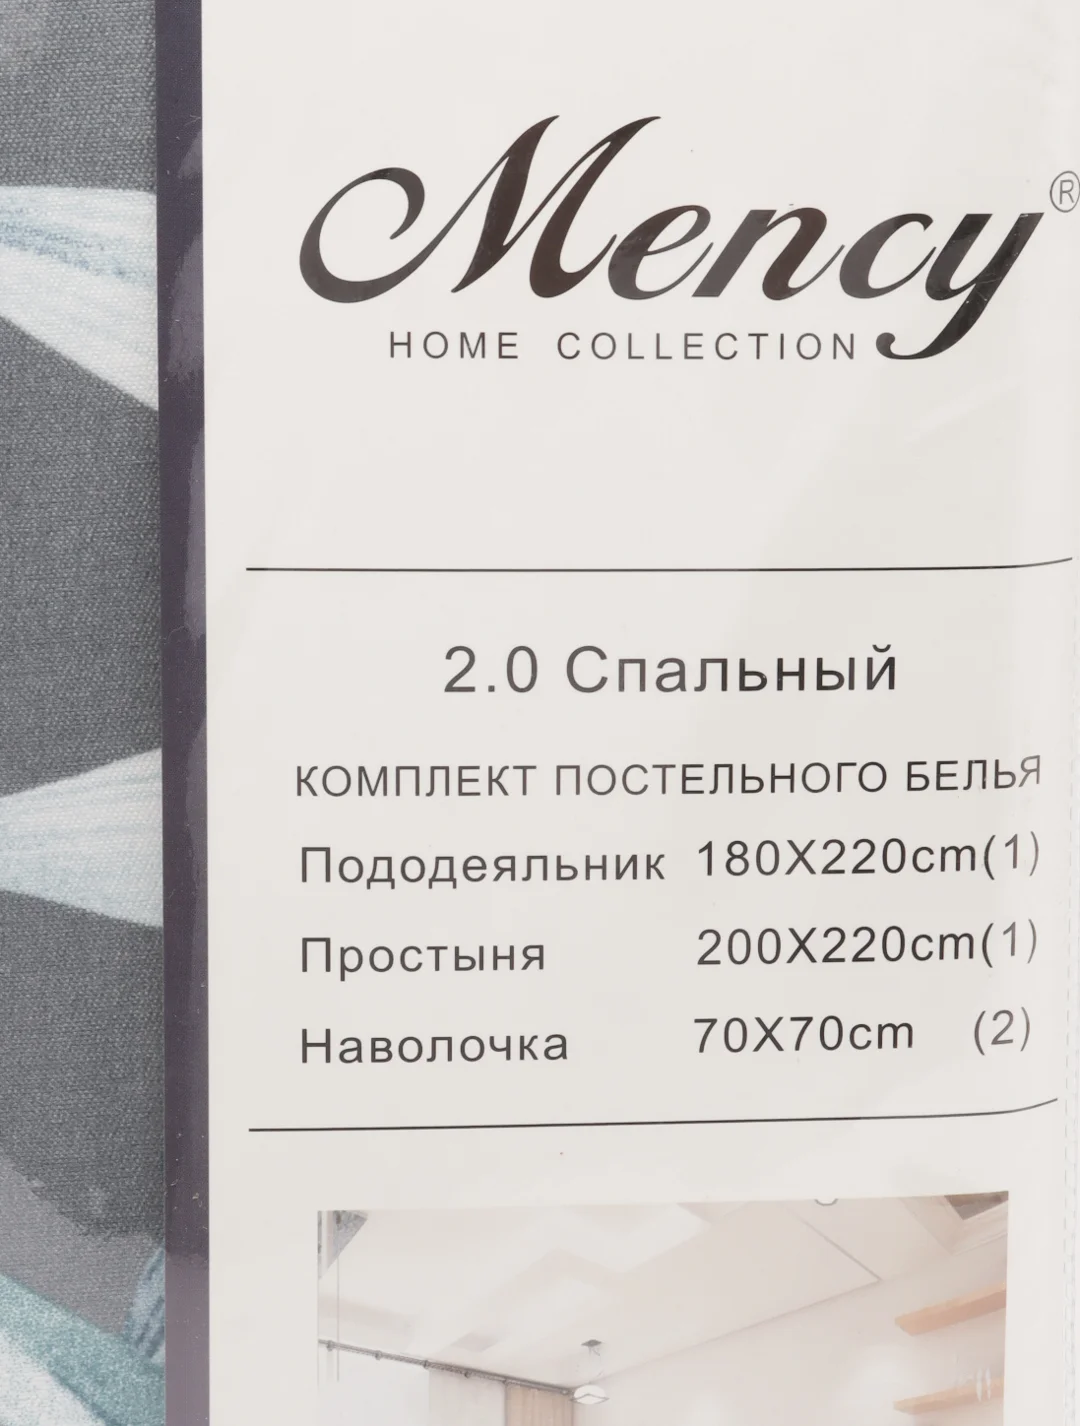 Mency®
HOME COLLECTION
2.0 Спальный
КОМПЛЕКТ ПОСТЕЛЬНОГО БЕЛЬЯ
Пододеяльник 180X220cm(1)
Простыня 200X220cm(1)
Наволочка 70X70cm (2)